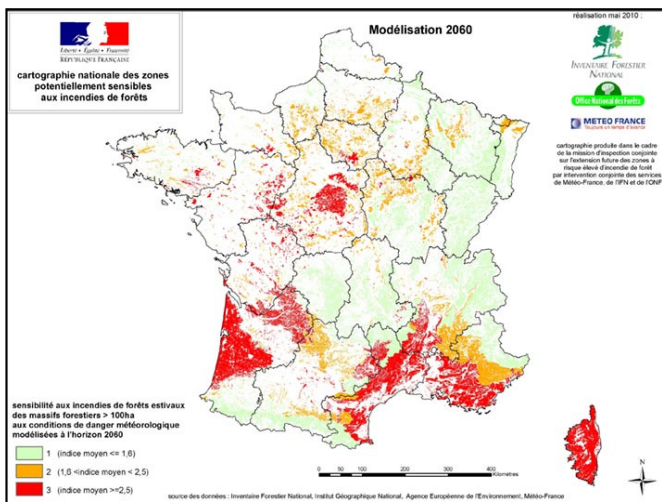 Liberté • Égalité • Fraternité
RÉPUBLIQUE FRANÇAISE
cartographie nationale des zones
potentiellement sensibles
aux incendies de forêts
Modélisation 2060
réalisation mai 2010 :
INVENTAIRE FORESTIER
NATIONAL
Office National des Forêts
METEO FRANCE
Toujours un temps d'avance
cartographie produite dans le cadre
de la mission d'inspection conjointe
sur l'extension future des zones à
risque élevé d'incendie de forêt
par intervention conjointe des services
de Météo-France, de l'IFN et de l'ONF
sensibilité aux incendies de forêts estivaux
des massifs forestiers > 100ha
aux conditions de danger météorologique
modélisées à l'horizon 2060
1 (indice moyen <= 1,6)
2 (1,6 <indice moyen < 2,5)
3 (indice moyen >=2,5)
0 50 100 200 300 400
Kilomètres
N
source des données : Inventaire Forestier National, Institut Géographique National, Agence Européenne de l'Environnement, Météo-France